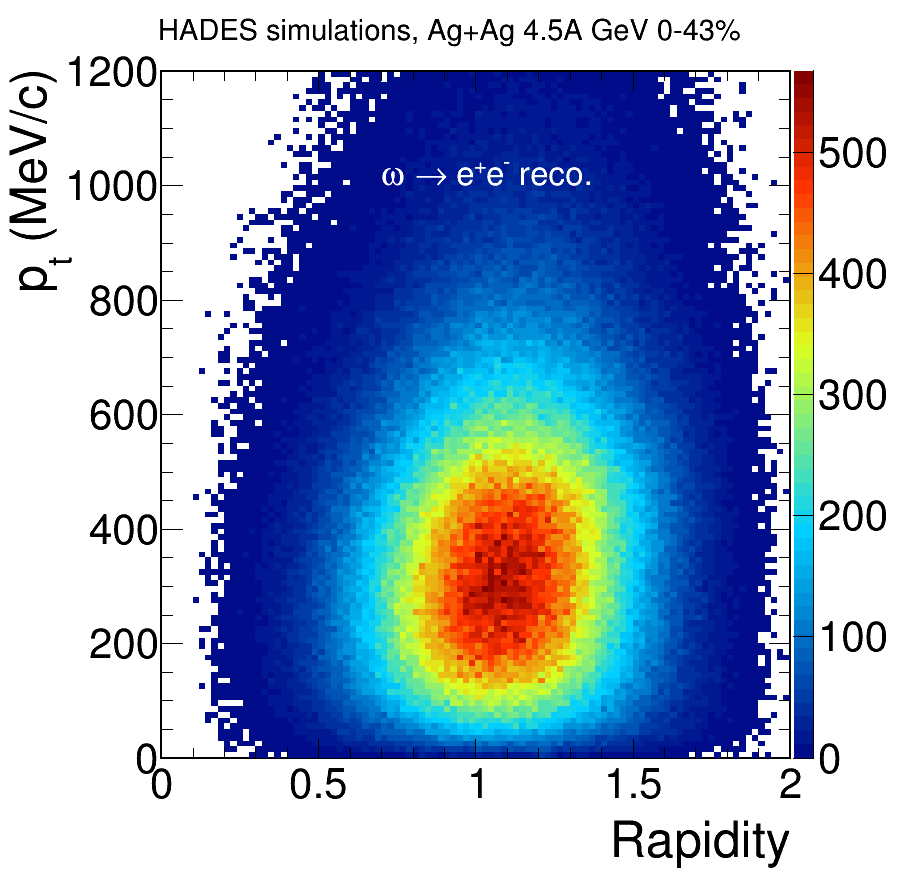 HADES simulations, Ag+Ag 4.5A GeV 0-43%
p_t (MeV/c)
1200
1000
800
600
400
200
0
ω → e⁺e⁻ reco.
500
400
300
200
100
0
0 0.5 1 1.5 2
Rapidity